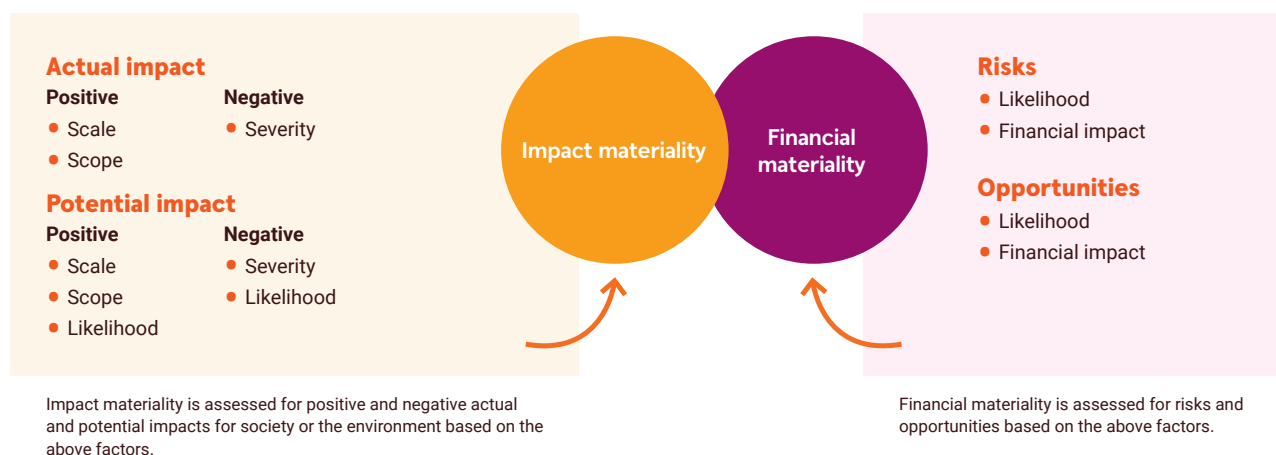 Actual impact
Positive
Scale
Scope
Negative
Severity
Potential impact
Positive
Scale
Scope
Likelihood
Negative
Severity
Likelihood
Impact materiality is assessed for positive and negative actual
and potential impacts for society or the environment based on the
above factors.
Impact materiality
Financial
materiality
Risks
Likelihood
Financial impact
Opportunities
Likelihood
Financial impact
Financial materiality is assessed for risks and
opportunities based on the above factors.